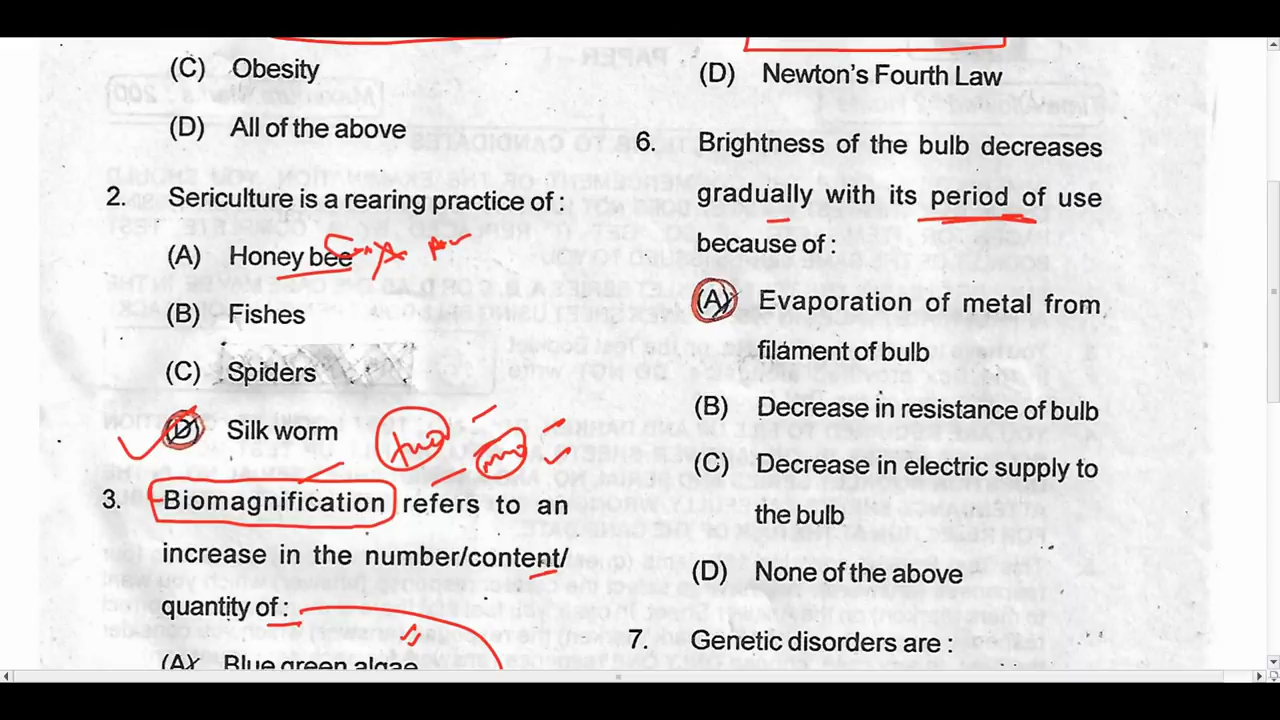 (C) Obesity
(D) All of the above
2. Sericulture is a rearing practice of :
(A) Honey bee
(B) Fishes
(C) Spiders
(D) Silk worm
3. Biomagnification refers to an
increase in the number/content/
quantity of :
(A) Blue green algae
(D) Newton's Fourth Law
6. Brightness of the bulb decreases
gradually with its period of use
because of :
(A) Evaporation of metal from
filament of bulb
(B) Decrease in resistance of bulb
(C) Decrease in electric supply to
the bulb
(D) None of the above
7. Genetic disorders are :